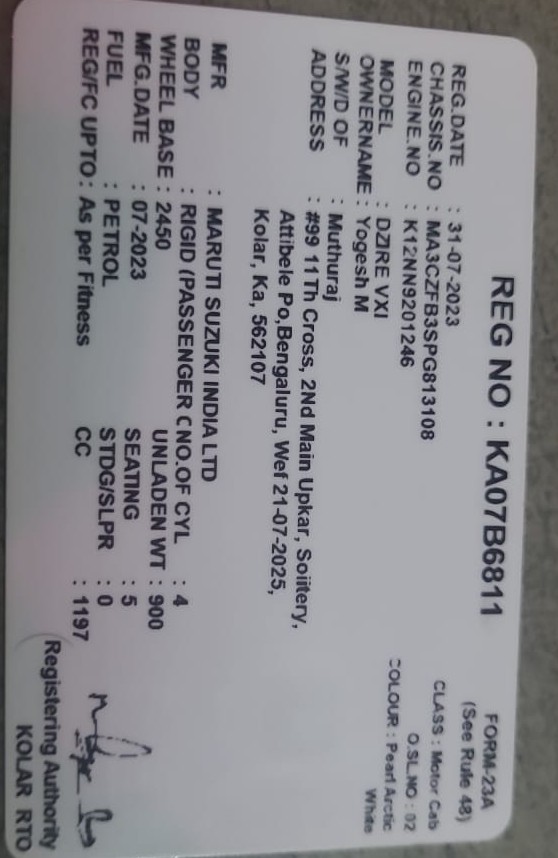 FORM-23A
(See Rule 48)
REG NO : KA07B6811
CLASS : Motor Cab
REG.DATE : 31-07-2023
O.SL.NO : 02
CHASSIS.NO : MA3CZFB3SPG813108
COLOUR : Pearl Arctic
White
ENGINE.NO : K12NN9201246
MODEL : DZIRE VXI
OWNERNAME : Yogesh M
S/W/D OF : Muthuraj
ADDRESS : #99 11Th Cross, 2Nd Main Upkar, Soiitery,
Attibele Po,Bengaluru, Wef 21-07-2025,
Kolar, Ka, 562107
MFR : MARUTI SUZUKI INDIA LTD
BODY : RIGID (PASSENGER C NO.OF CYL : 4
WHEEL BASE : 2450 UNLADEN WT : 900
MFG.DATE : 07-2023 SEATING : 5
FUEL : PETROL STDG/SLPR : 0
REG/FC UPTO : As per Fitness CC : 1197
Registering Authority
KOLAR RTO